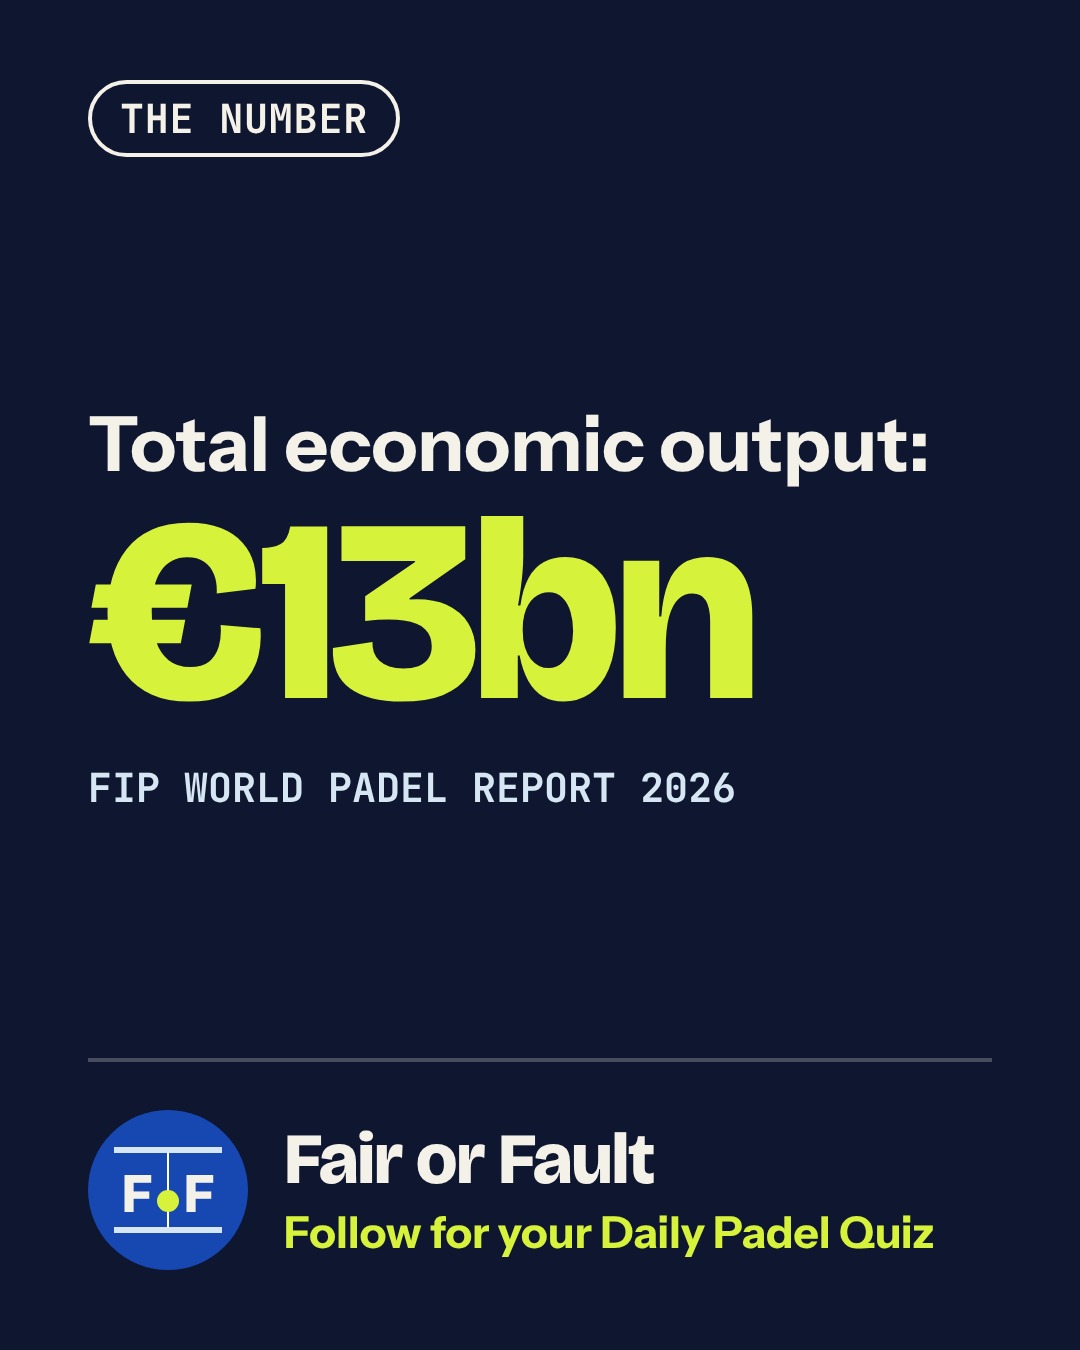 THE NUMBER
Total economic output:
€13bn
FIP WORLD PADEL REPORT 2026
F F
Fair or Fault
Follow for your Daily Padel Quiz